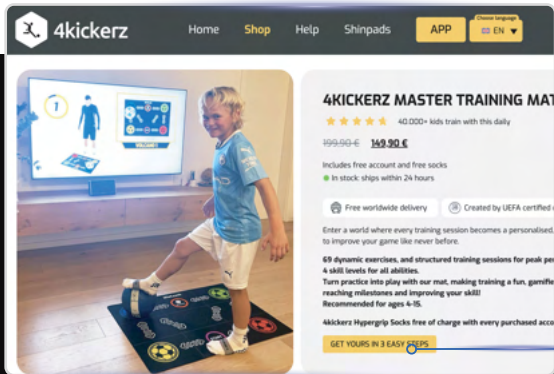 4kickerz
Home Shop Help Shinpads APP
Choose language
EN
1
4KICKERZ MASTER TRAINING MAT
40.000+ kids train with this daily
199,90 € 149,90 €
Includes free account and free socks
In stock: ships within 24 hours
Free worldwide delivery
Created by UEFA certified
Enter a world where every training session becomes a personalised,
to improve your game like never before.
69 dynamic exercises, and structured training sessions for peak per
4 skill levels for all abilities.
Turn practice into play with our mat, making training a fun, gamifie
reaching milestones and improving your skill!
Recommended for ages 4-15.
4kickerz Hypergrip Socks free of charge with every purchased acco
GET YOURS IN 3 EASY STEPS